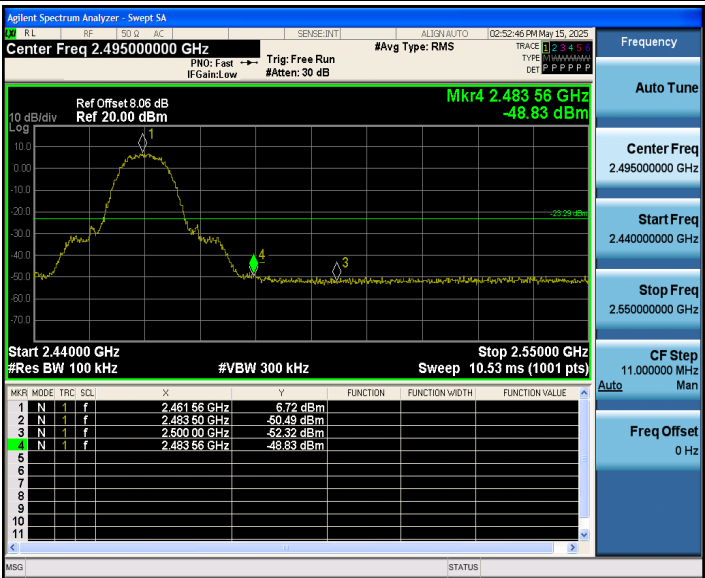 Agilent Spectrum Analyzer - Swept SA
LXI RL RF 50 Ω AC SENSE:INT ALIGN AUTO 02:52:46 PM May 15, 2025
Center Freq 2.495000000 GHz #Avg Type: RMS TRACE 1 2 3 4 5 6
PNO: Fast Trig: Free Run TYPE M W W W W W
IFGain:Low #Atten: 30 dB DET P P P P P P
Mkr4 2.483 56 GHz
Ref Offset 8.06 dB
10 dB/div Ref 20.00 dBm -48.83 dBm
Log
1
10.0
0.00
-10.0
-20.0
-23.29 dBm
-30.0
-40.0
4 3
-50.0
-60.0
-70.0
Start 2.44000 GHz Stop 2.55000 GHz
#Res BW 100 kHz #VBW 300 kHz Sweep 10.53 ms (1001 pts)
MKR MODE TRC SCL X Y FUNCTION FUNCTION WIDTH FUNCTION VALUE
1 N 1 f 2.461 56 GHz 6.72 dBm
2 N 1 f 2.483 50 GHz -50.49 dBm
3 N 1 f 2.500 00 GHz -52.32 dBm
4 N 1 f 2.483 56 GHz -48.83 dBm
5
6
7
8
9
10
11
MSG STATUS
Frequency
Auto Tune
Center Freq
2.495000000 GHz
Start Freq
2.440000000 GHz
Stop Freq
2.550000000 GHz
CF Step
11.000000 MHz
Auto Man
Freq Offset
0 Hz